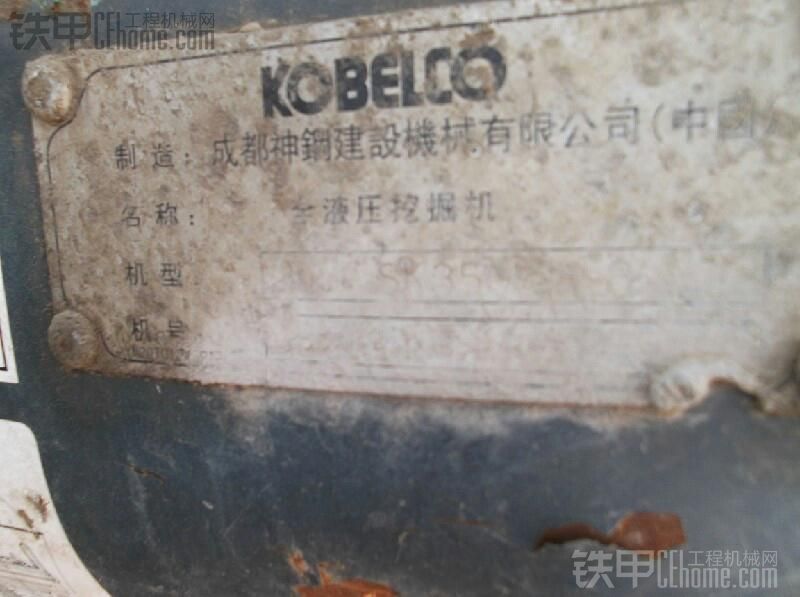 铁甲 工程机械网 CEhome.com
KOBELCO
制造: 成都神鋼建設機械有限公司(中国)
名称: 全液压挖掘机
机型
机号
铁甲 工程机械网 CEhome.com